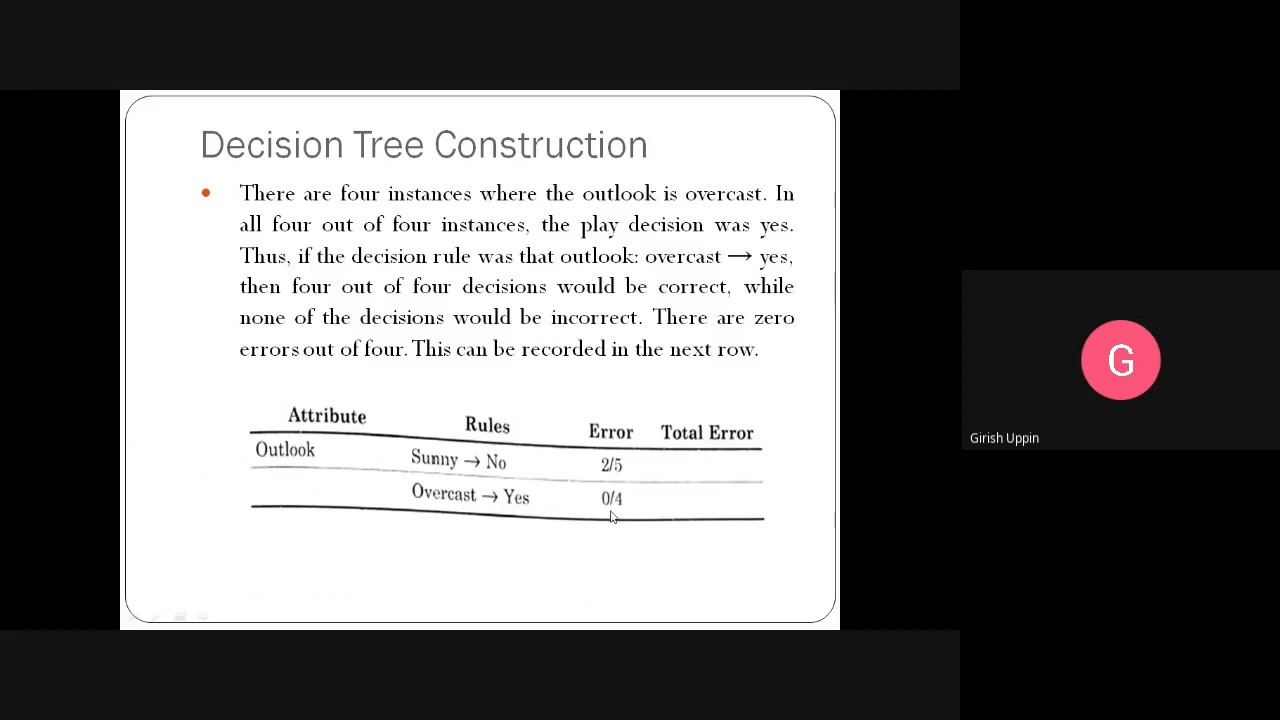 Decision Tree Construction
There are four instances where the outlook is overcast. In
all four out of four instances, the play decision was yes.
Thus, if the decision rule was that outlook: overcast → yes,
then four out of four decisions would be correct, while
none of the decisions would be incorrect. There are zero
errors out of four. This can be recorded in the next row.
Attribute Rules Error Total Error
Outlook Sunny → No 2/5
Overcast → Yes 0/4
G
Girish Uppin